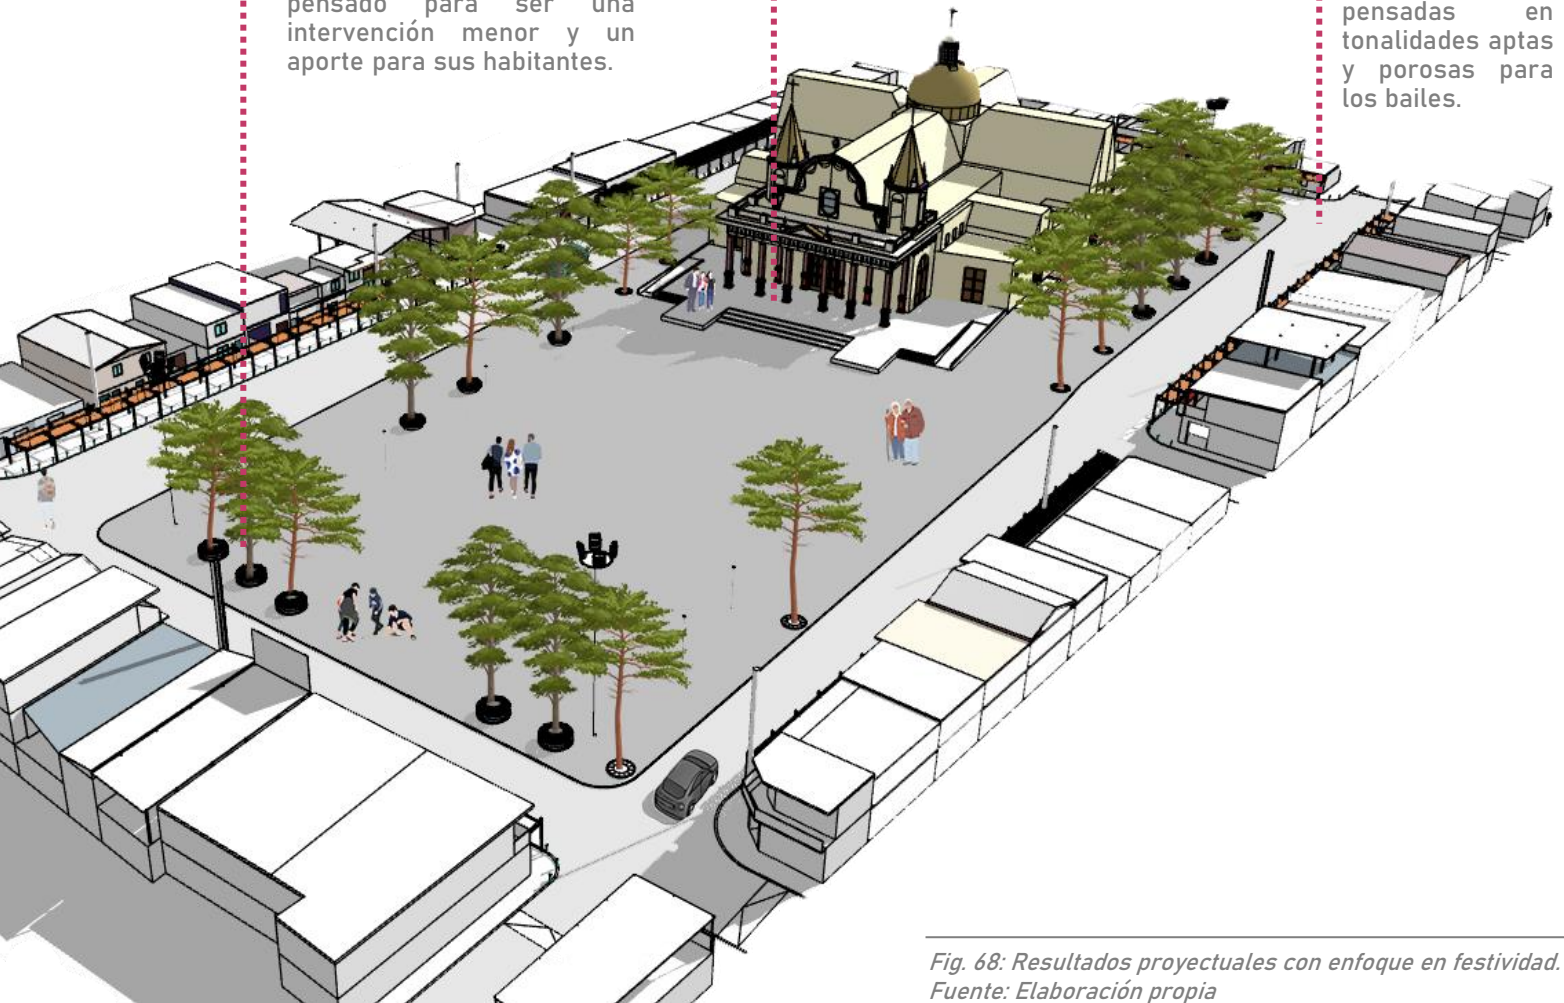 pensado para ser una
intervención menor y un
aporte para sus habitantes.
pensadas en
tonalidades aptas
y porosas para
los bailes.
Fig. 68: Resultados proyectuales con enfoque en festividad.
Fuente: Elaboración propia